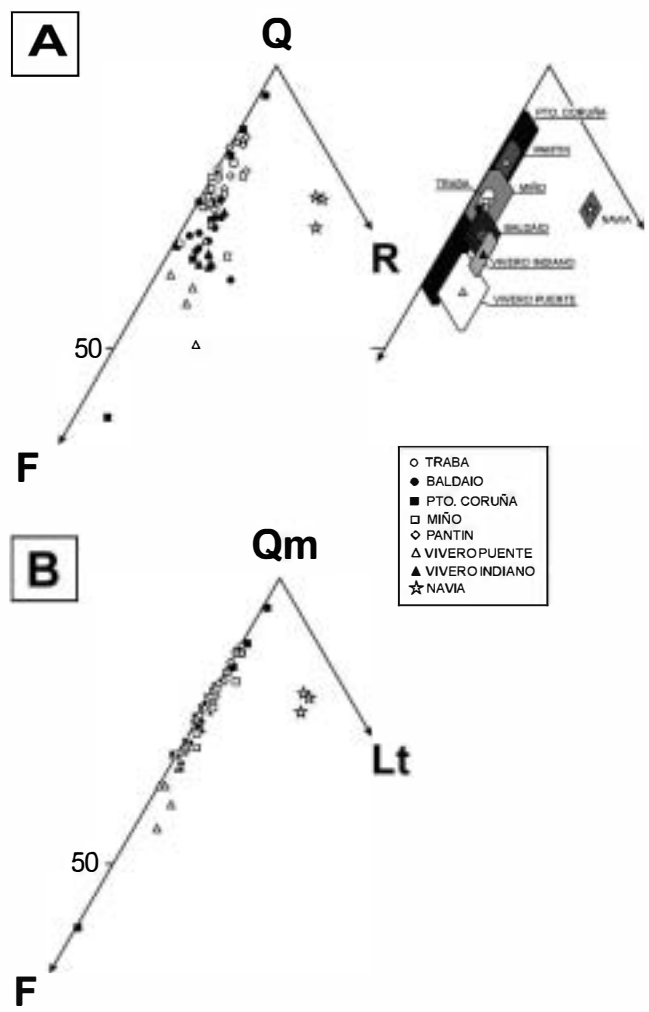 A
Q
PTO. CORUÑA
PANTIN
TRABA
MIÑO
NAVIA
BALDAIO
R
VIVERO INDIANO
VIVERO PUENTE
50
F
TRABA
BALDAIO
PTO. CORUÑA
MIÑO
PANTIN
VIVERO PUENTE
VIVERO INDIANO
NAVIA
B
Qm
Lt
50
F